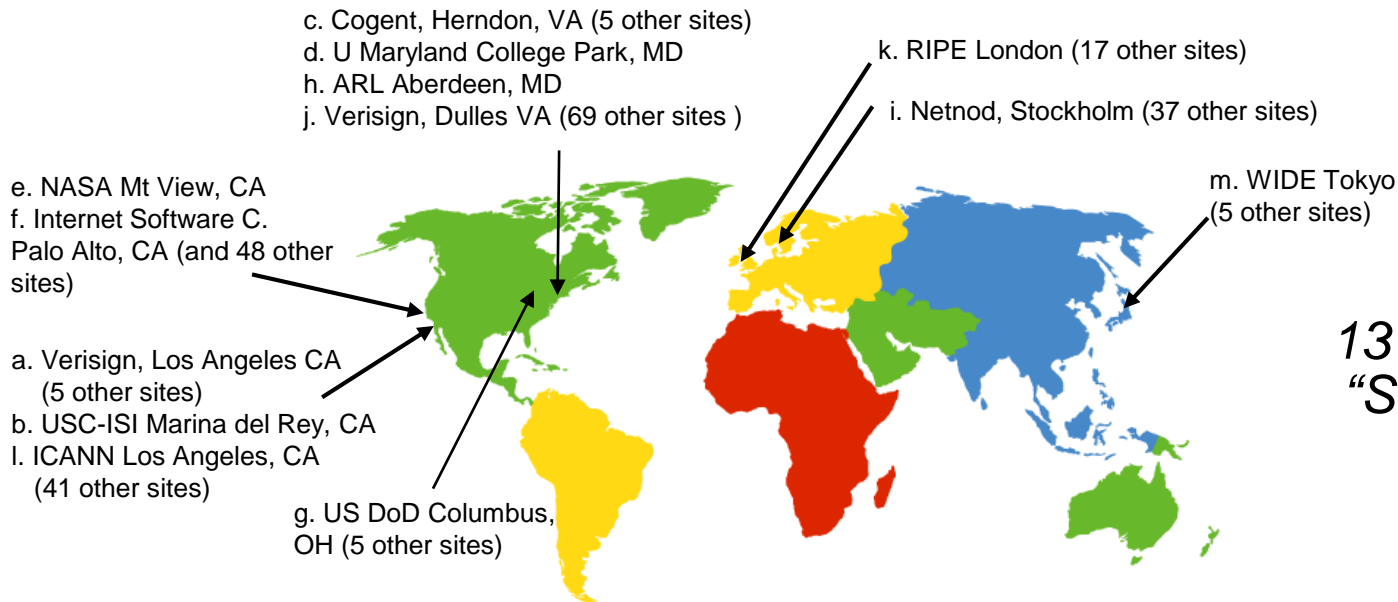 c. Cogent, Herndon, VA (5 other sites)
d. U Maryland College Park, MD
h. ARL Aberdeen, MD
j. Verisign, Dulles VA (69 other sites )
k. RIPE London (17 other sites)
i. Netnod, Stockholm (37 other sites)
m. WIDE Tokyo
(5 other sites)
e. NASA Mt View, CA
f. Internet Software C.
Palo Alto, CA (and 48 other
sites)
a. Verisign, Los Angeles CA
(5 other sites)
b. USC-ISI Marina del Rey, CA
l. ICANN Los Angeles, CA
(41 other sites)
g. US DoD Columbus,
OH (5 other sites)
13
“S